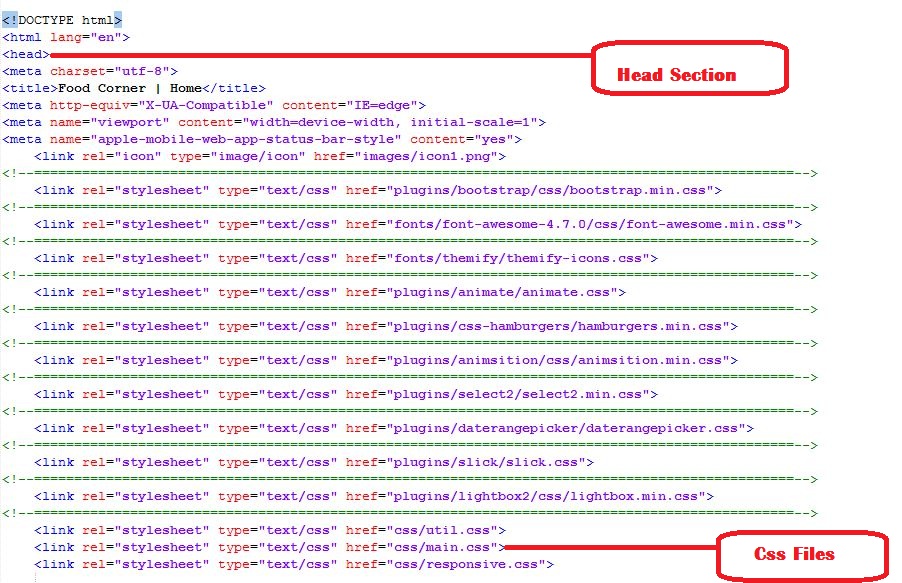 <!DOCTYPE html>
<html lang="en">
<head>
Head Section
<meta charset="utf-8">
<title>Food Corner | Home</title>
<meta http-equiv="X-UA-Compatible" content="IE=edge">
<meta name="viewport" content="width=device-width, initial-scale=1">
<meta name="apple-mobile-web-app-status-bar-style" content="yes">
<link rel="icon" type="image/icon" href="images/icon1.png">
<!--===============================================================================================-->
<link rel="stylesheet" type="text/css" href="plugins/bootstrap/css/bootstrap.min.css">
<!--===============================================================================================-->
<link rel="stylesheet" type="text/css" href="fonts/font-awesome-4.7.0/css/font-awesome.min.css">
<!--===============================================================================================-->
<link rel="stylesheet" type="text/css" href="fonts/themify/themify-icons.css">
<!--===============================================================================================-->
<link rel="stylesheet" type="text/css" href="plugins/animate/animate.css">
<!--===============================================================================================-->
<link rel="stylesheet" type="text/css" href="plugins/css-hamburgers/hamburgers.min.css">
<!--===============================================================================================-->
<link rel="stylesheet" type="text/css" href="plugins/animsition/css/animsition.min.css">
<!--===============================================================================================-->
<link rel="stylesheet" type="text/css" href="plugins/select2/select2.min.css">
<!--===============================================================================================-->
<link rel="stylesheet" type="text/css" href="plugins/daterangepicker/daterangepicker.css">
<!--===============================================================================================-->
<link rel="stylesheet" type="text/css" href="plugins/slick/slick.css">
<!--===============================================================================================-->
<link rel="stylesheet" type="text/css" href="plugins/lightbox2/css/lightbox.min.css">
<!--===============================================================================================-->
<link rel="stylesheet" type="text/css" href="css/util.css">
<link rel="stylesheet" type="text/css" href="css/main.css">
Css Files
<link rel="stylesheet" type="text/css" href="css/responsive.css">